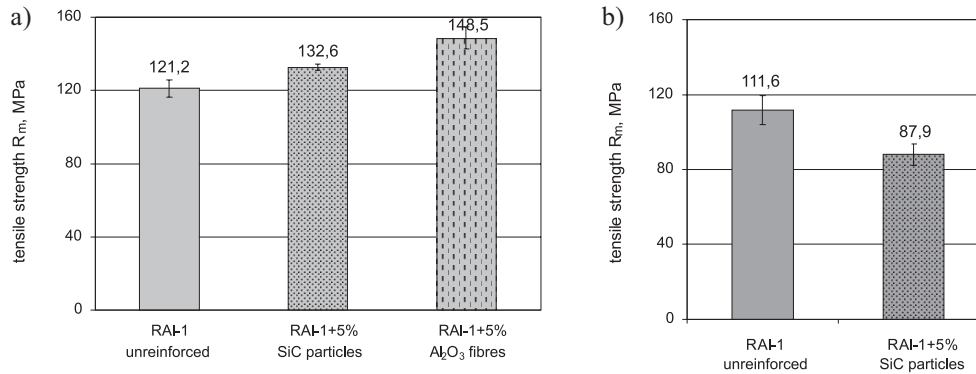 a)
tensile strength Rm, MPa
160
120
80
40
0
121,2
132,6
148,5
RAl-1
unreinforced
RAl-1+5%
SiC particles
RAl-1+5%
Al₂O₃ fibres
b)
tensile strength Rm, MPa
160
120
80
40
0
111,6
87,9
RAl-1
unreinforced
RAl-1+5%
SiC particles